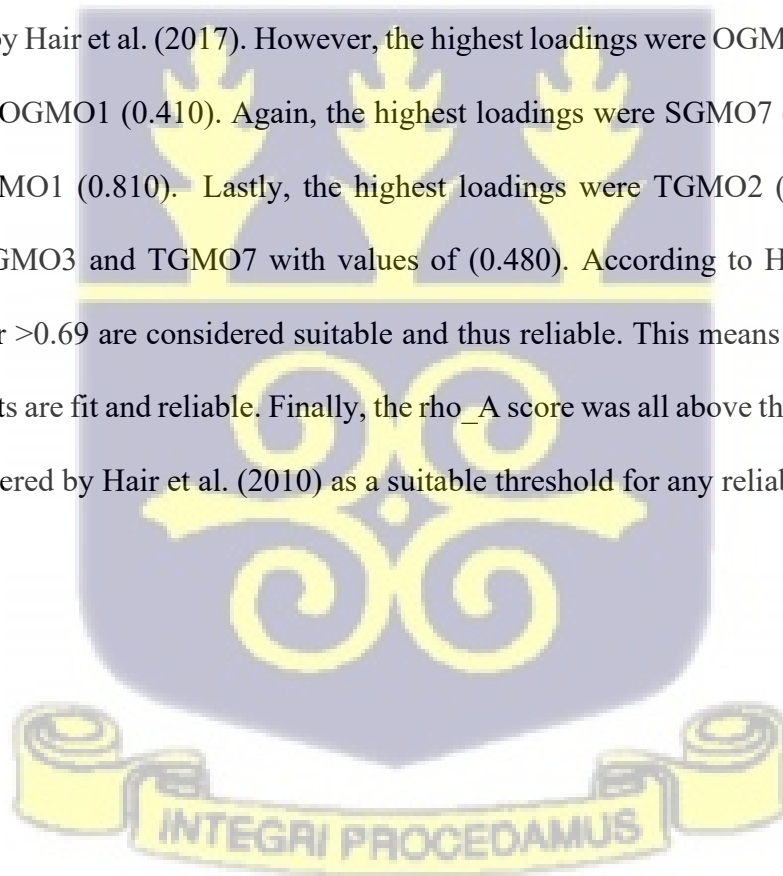 by Hair et al. (2017). However, the highest loadings were OGM
OGMO1 (0.410). Again, the highest loadings were SGMO7 (
MO1 (0.810). Lastly, the highest loadings were TGMO2 (
GMO3 and TGMO7 with values of (0.480). According to H
r >0.69 are considered suitable and thus reliable. This means
ts are fit and reliable. Finally, the rho_A score was all above th
ered by Hair et al. (2010) as a suitable threshold for any reliab
INTEGRI PROCEDAMUS